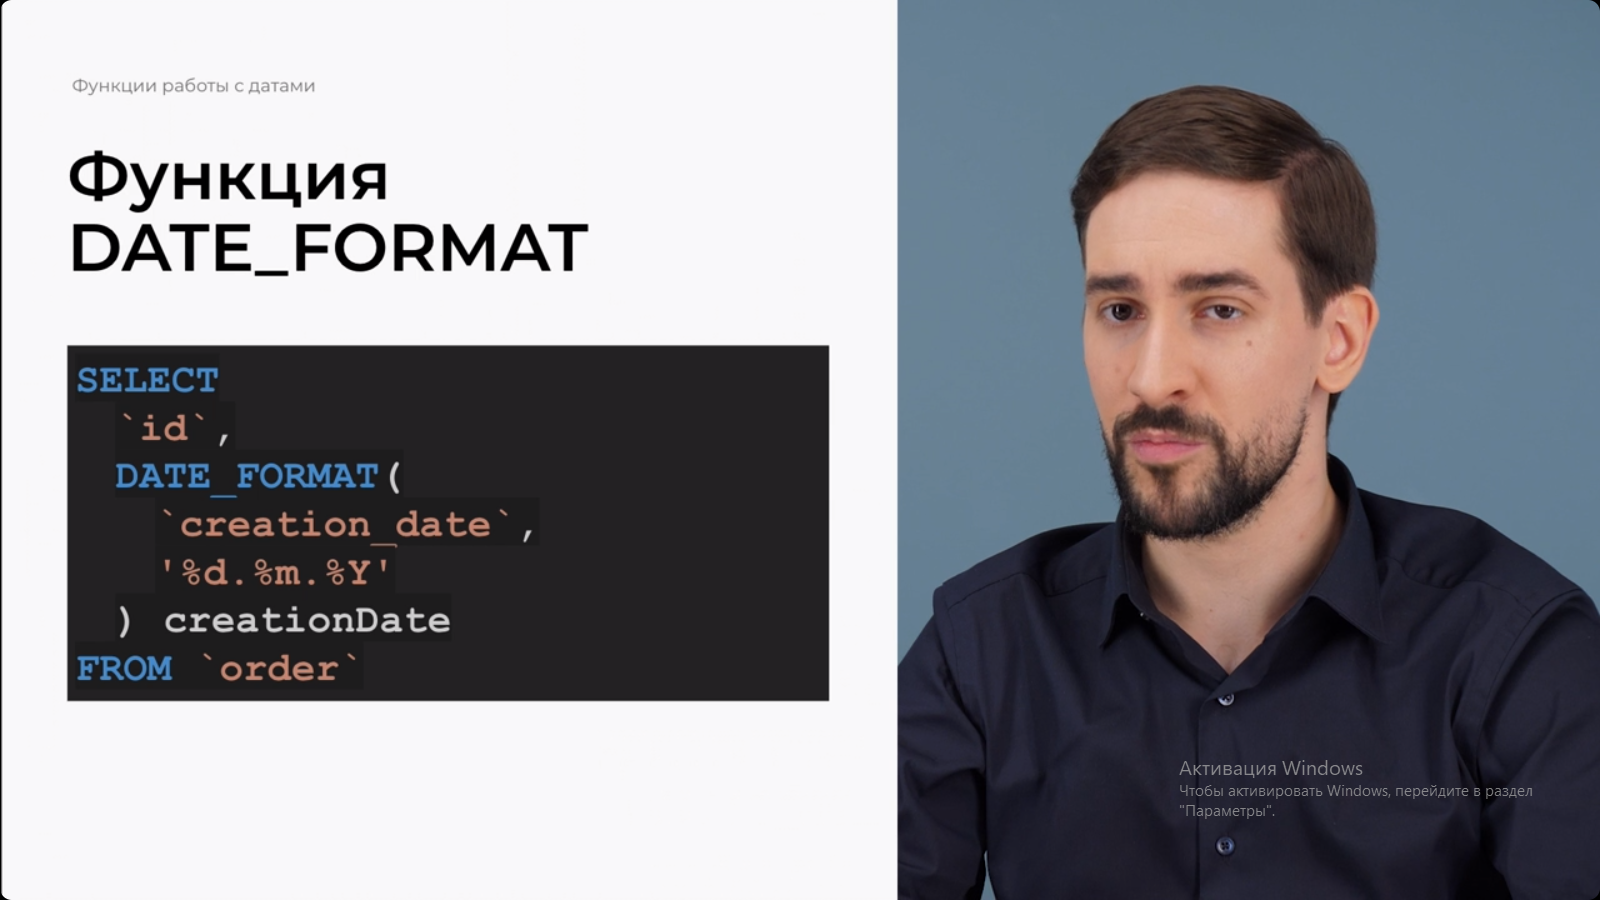 Функции работы с датами
Функция
DATE_FORMAT
SELECT
`id`,
DATE_FORMAT(
`creation_date`,
'%d.%m.%Y'
) creationDate
FROM `order`
Активация Windows
Чтобы активировать Windows, перейдите в раздел
"Параметры".